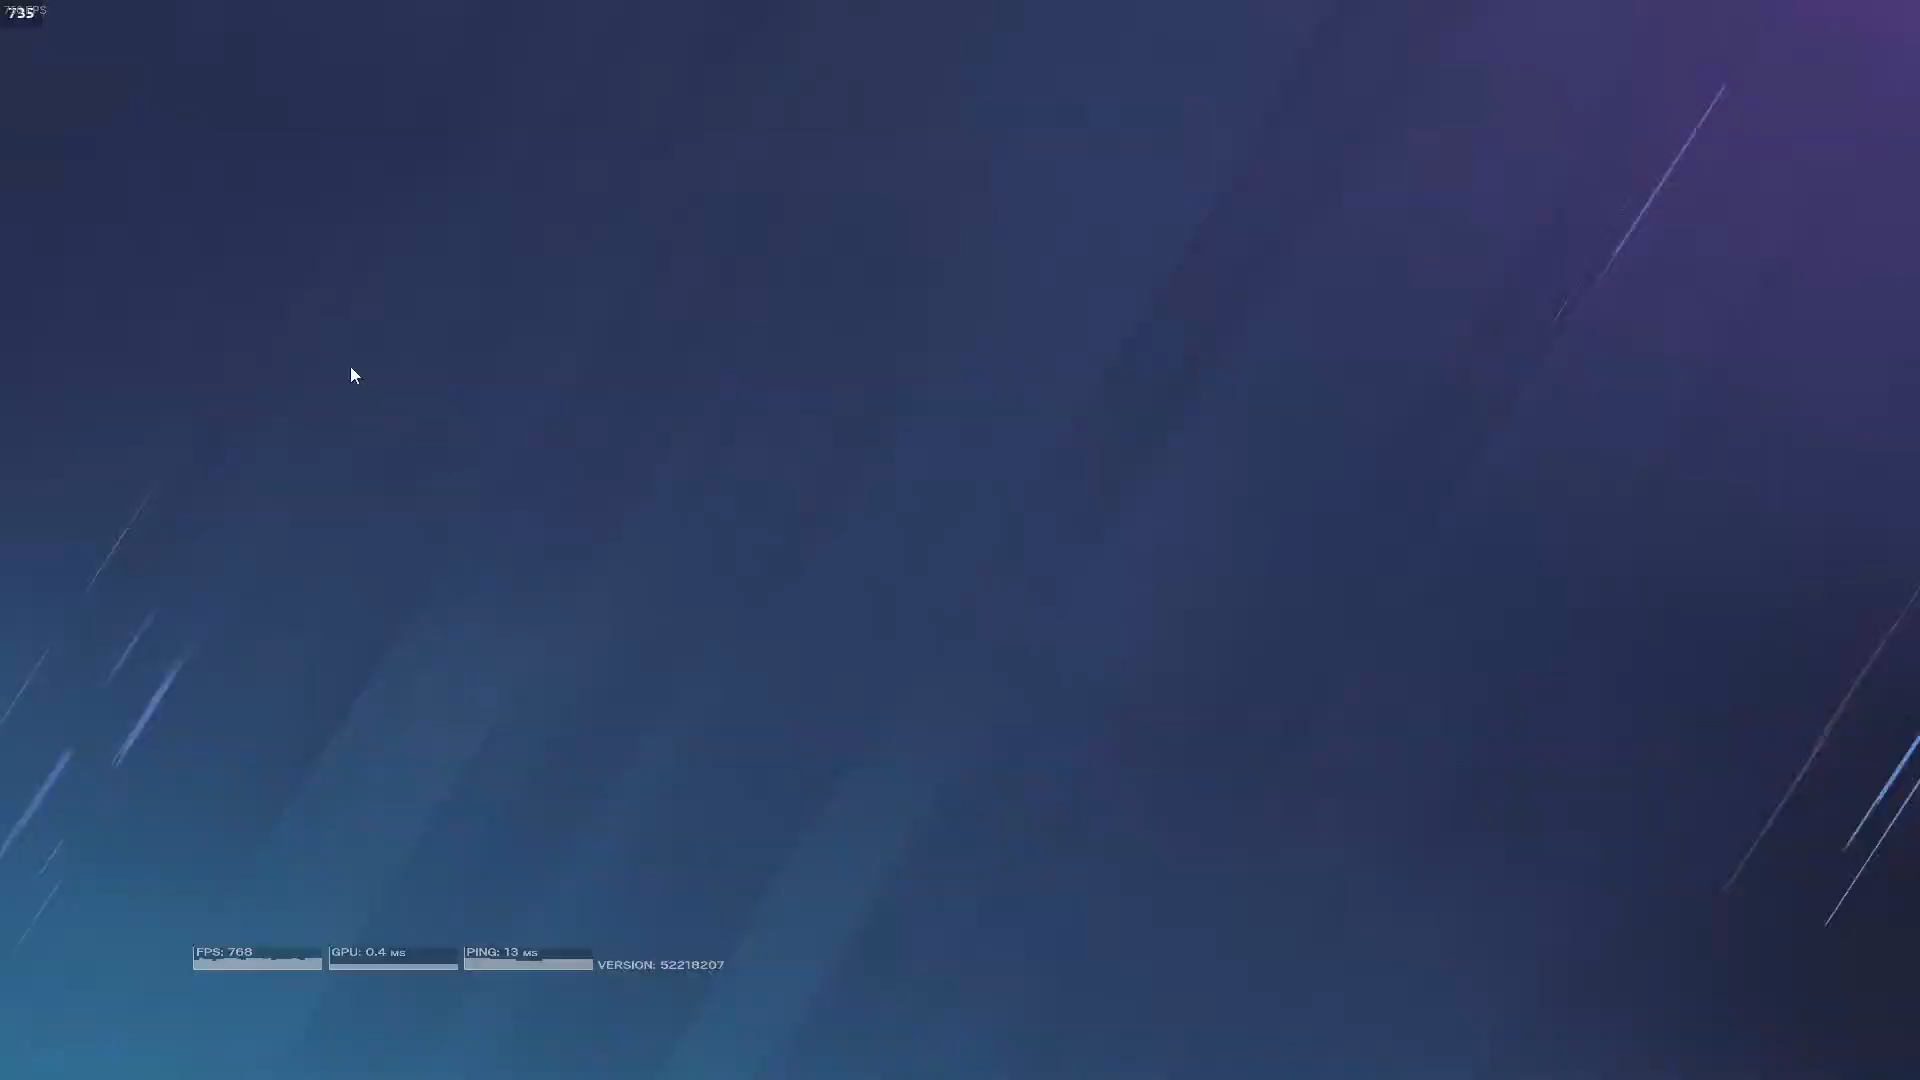 735
FPS: 768
GPU: 0.4 MS
PING: 13 MS
VERSION: 52218207